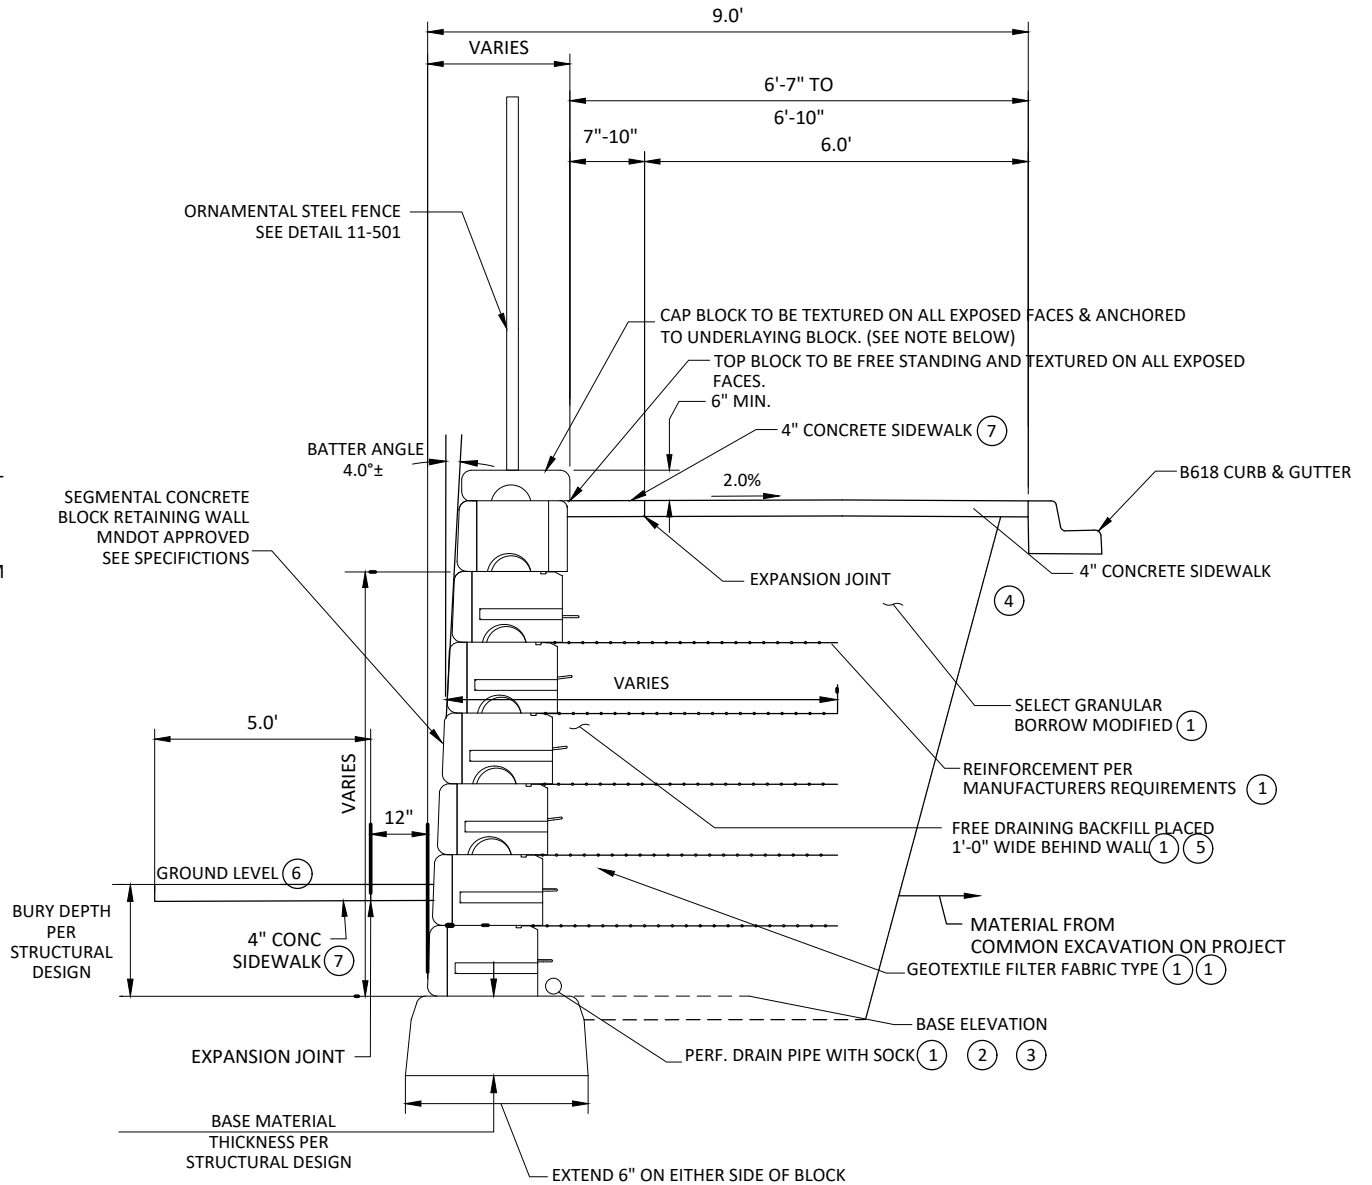 9.0'
VARIES
6'-7" TO
6'-10"
7"-10"
6.0'
ORNAMENTAL STEEL FENCE
SEE DETAIL 11-501
CAP BLOCK TO BE TEXTURED ON ALL EXPOSED FACES & ANCHORED
TO UNDERLAYING BLOCK. (SEE NOTE BELOW)
TOP BLOCK TO BE FREE STANDING AND TEXTURED ON ALL EXPOSED
FACES.
6" MIN.
4" CONCRETE SIDEWALK 7
BATTER ANGLE
4.0°±
2.0%
B618 CURB & GUTTER
SEGMENTAL CONCRETE
BLOCK RETAINING WALL
MNDOT APPROVED
SEE SPECIFICTIONS
M
EXPANSION JOINT
4" CONCRETE SIDEWALK
4
VARIES
SELECT GRANULAR
BORROW MODIFIED 1
5.0'
VARIES
REINFORCEMENT PER
MANUFACTURERS REQUIREMENTS 1
12"
FREE DRAINING BACKFILL PLACED
1'-0" WIDE BEHIND WALL 1 5
GROUND LEVEL 6
BURY DEPTH
PER
STRUCTURAL
DESIGN
4" CONC
SIDEWALK 7
MATERIAL FROM
COMMON EXCAVATION ON PROJECT
GEOTEXTILE FILTER FABRIC TYPE 1 1
BASE ELEVATION
EXPANSION JOINT
PERF. DRAIN PIPE WITH SOCK 1 2 3
BASE MATERIAL
THICKNESS PER
STRUCTURAL DESIGN
EXTEND 6" ON EITHER SIDE OF BLOCK